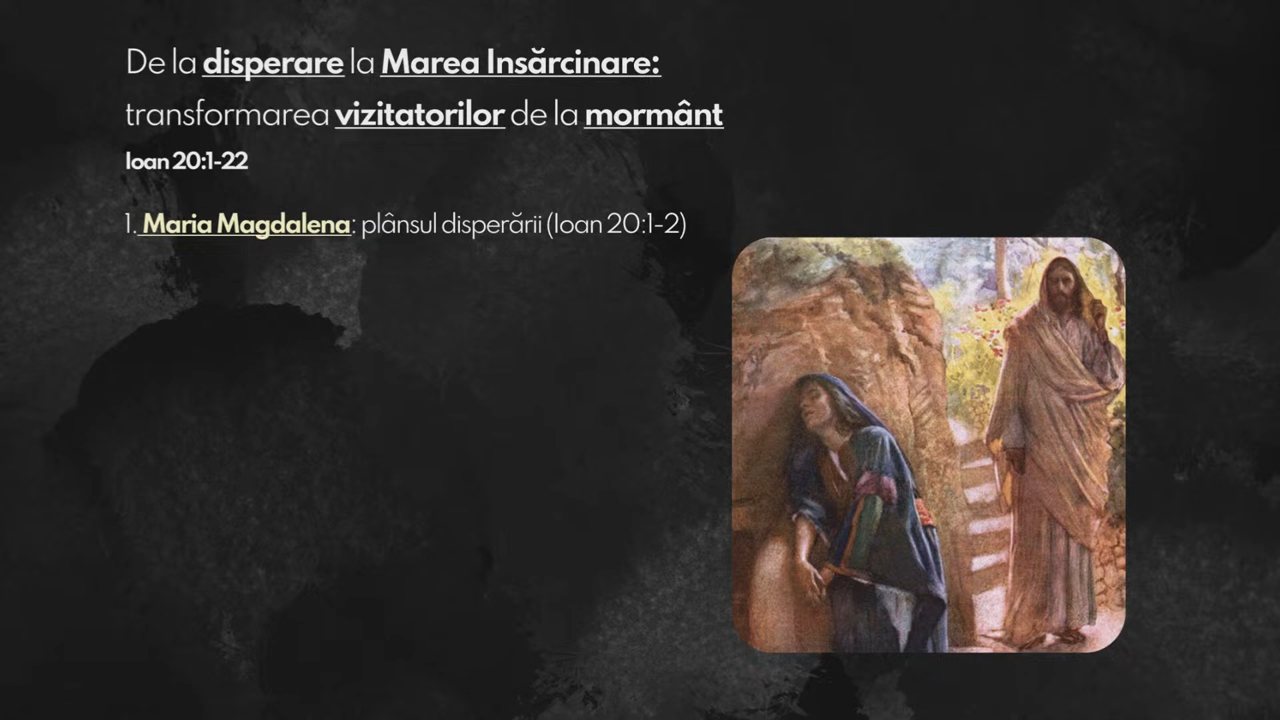 De la disperare la Marea Însărcinare:
transformarea vizitatorilor de la mormânt
Ioan 20:1-22
1. Maria Magdalena: plânsul disperării (Ioan 20:1-2)